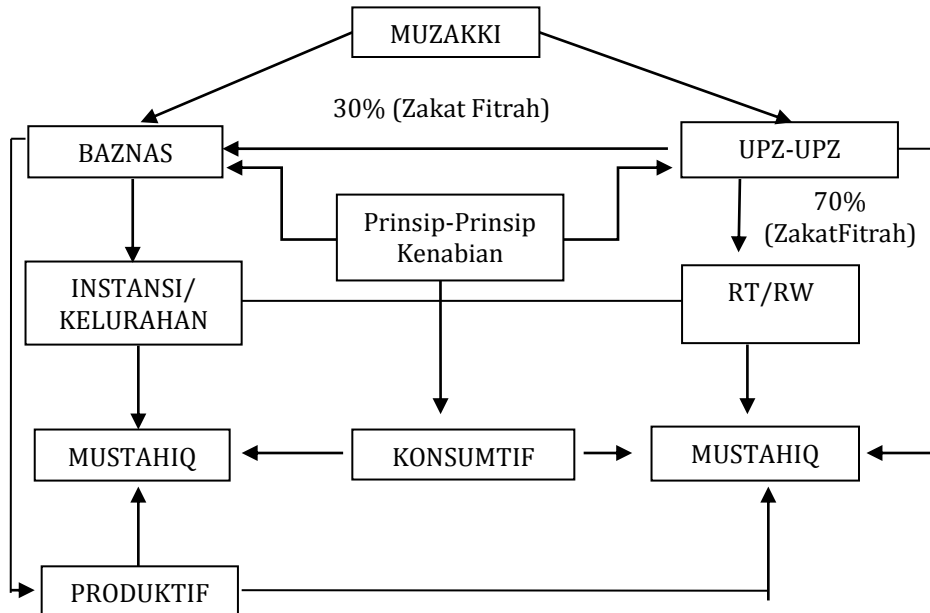 MUZAKKI
30% (Zakat Fitrah)
BAZNAS
UPZ-UPZ
70%
(ZakatFitrah)
Prinsip-Prinsip
Kenabian
INSTANSI/
KELURAHAN
RT/RW
MUSTAHIQ
KONSUMTIF
MUSTAHIQ
PRODUKTIF